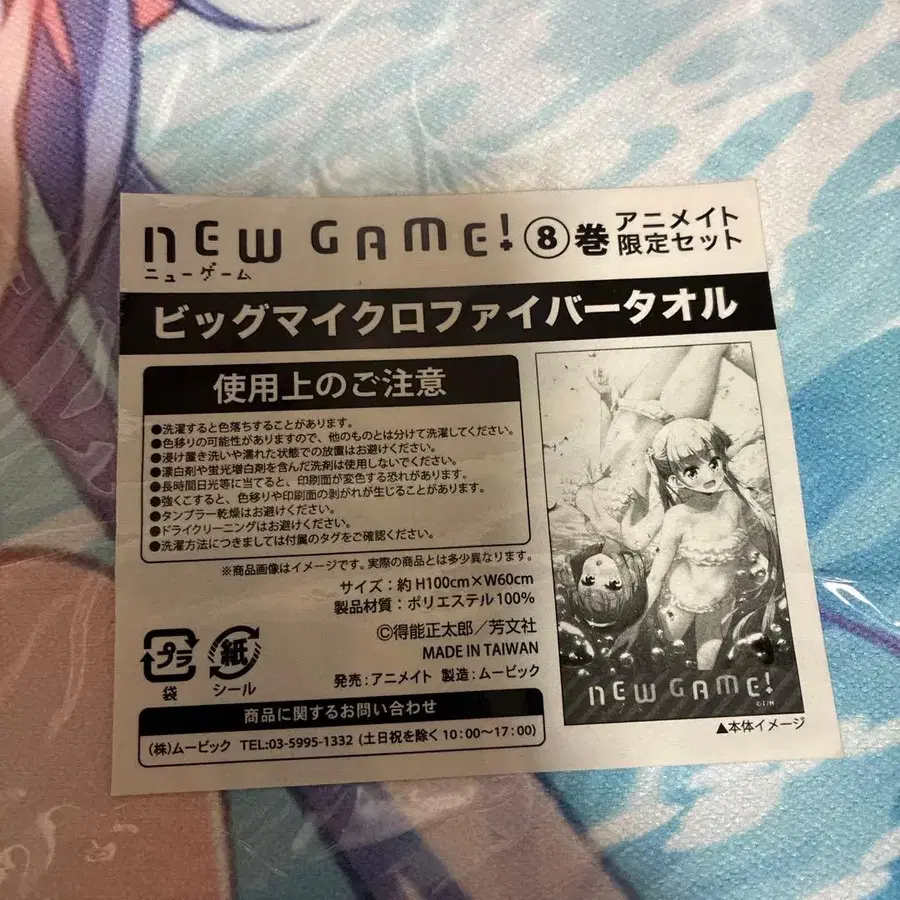 NEW GAME! ⑧巻 アニメイト限定セット
ニューゲーム
ビッグマイクロファイバータオル
使用上のご注意
●洗濯すると色落ちすることがあります。
●色移りの可能性がありますので、他のものとは分けて洗濯してください。
●浸け置き洗いや濡れた状態での放置はお避けください。
●漂白剤や蛍光増白剤を含んだ洗剤は使用しないでください。
●長時間日光等に当てると、印刷面が変色する恐れがあります。
●強くこすると、色移りや印刷面の剥がれが生じることがあります。
●タンブラー乾燥はお避けください。
●ドライクリーニングはお避けください。
●洗濯方法につきましては付属のタグをご確認ください。
※商品画像はイメージです。実際の商品とは多少異なります。
サイズ：約 H100cm×W60cm
製品材質：ポリエステル100%
©得能正太郎／芳文社
MADE IN TAIWAN
発売：アニメイト 製造：ムービック
プラ
袋
紙
シール
商品に関するお問い合わせ
(株)ムービック TEL:03-5995-1332 (土日祝を除く10:00〜17:00)
NEW GAME!
▲本体イメージ